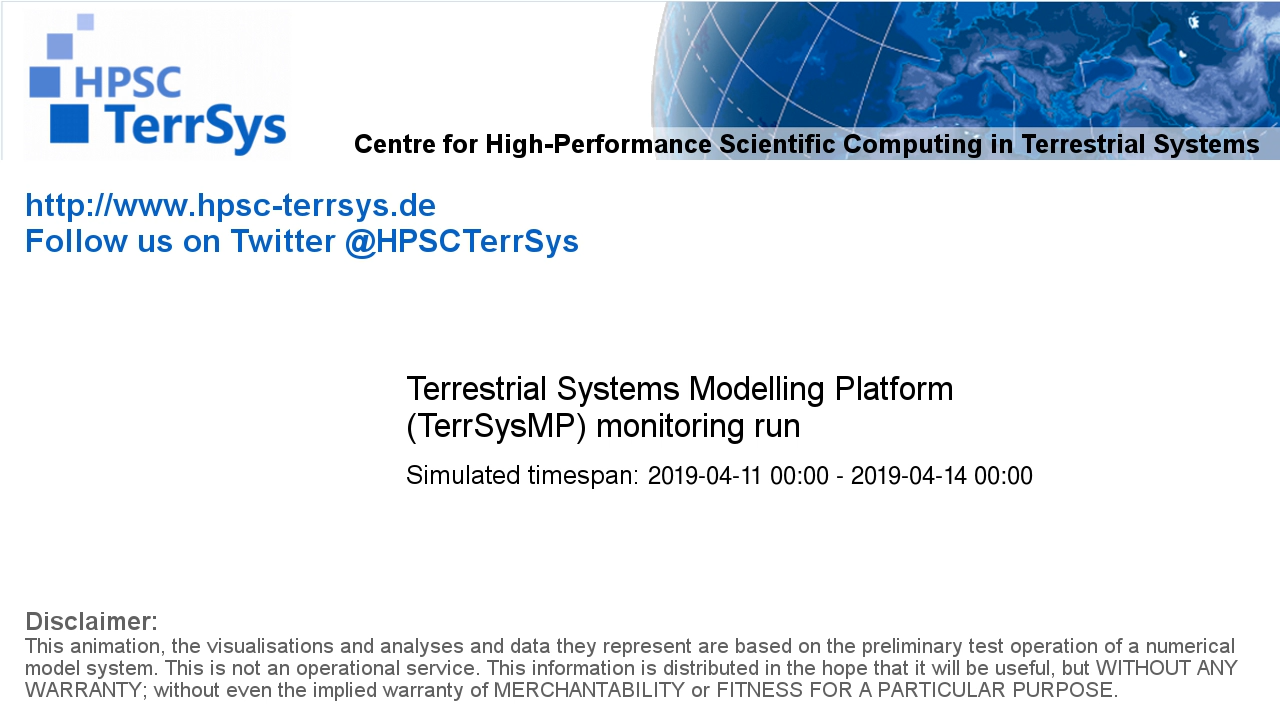 HPSC
TerrSys
Centre for High-Performance Scientific Computing in Terrestrial Systems
http://www.hpsc-terrsys.de
Follow us on Twitter @HPSCTerrSys
Terrestrial Systems Modelling Platform
(TerrSysMP) monitoring run
Simulated timespan: 2019-04-11 00:00 - 2019-04-14 00:00
Disclaimer:
This animation, the visualisations and analyses and data they represent are based on the preliminary test operation of a numerical
model system. This is not an operational service. This information is distributed in the hope that it will be useful, but WITHOUT ANY
WARRANTY; without even the implied warranty of MERCHANTABILITY or FITNESS FOR A PARTICULAR PURPOSE.